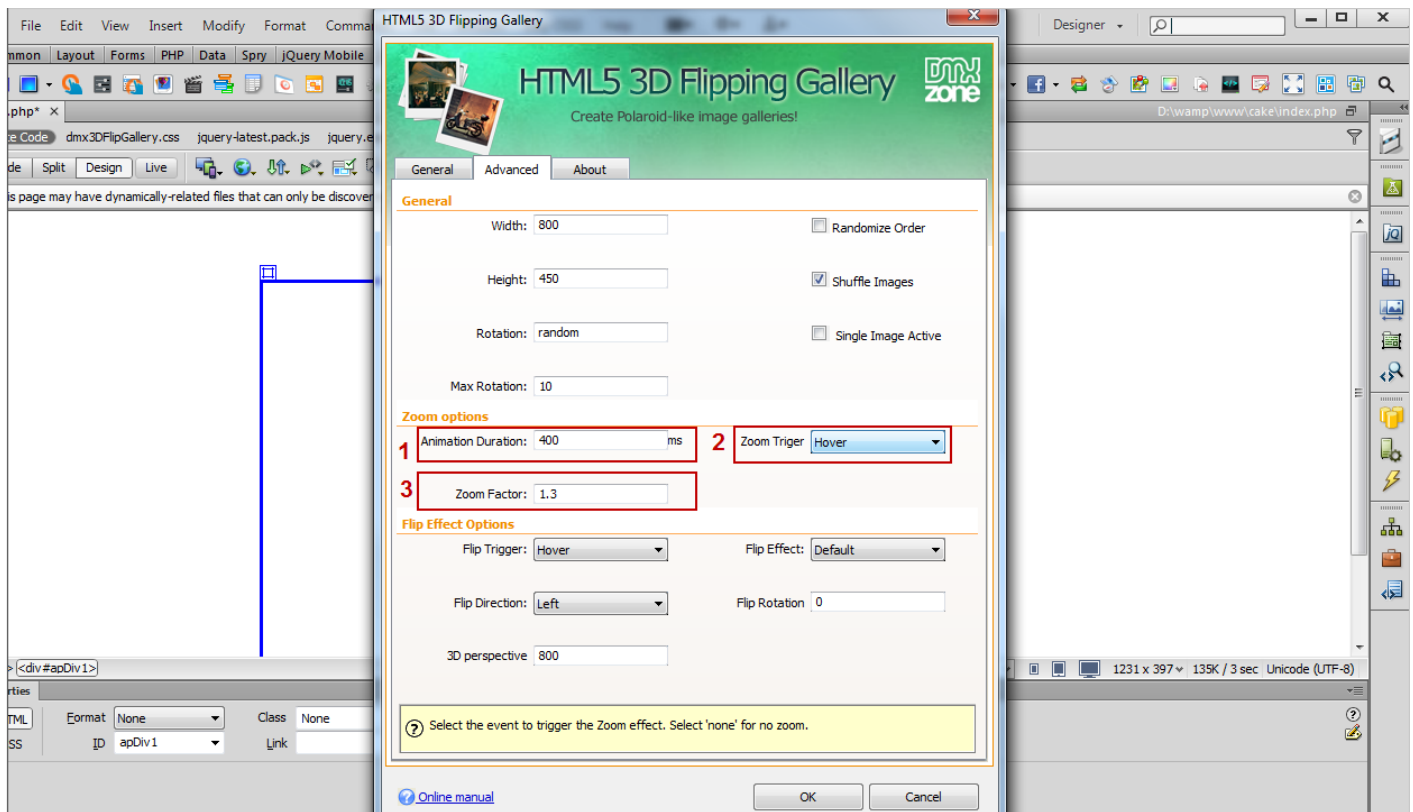 File Edit View Insert Modify Format
HTML5 3D Flipping Gallery
Designer
Layout Forms PHP Data Spry jQuery Mobile
HTML5 3D Flipping Gallery
DMX zone
Create Polaroid-like image galleries!
.php* X
D:\wamp\www\cake\index.php
Code dmx3DFlipGallery.css jquery-latest.pack.js
Split Design Live
General Advanced About
is page may have dynamically-related files that can only be discover
General
Width: 800
Randomize Order
Height: 450
Shuffle Images
Rotation: random
Single Image Active
Max Rotation: 10
Zoom options
1 Animation Duration: 400 ms
2 Zoom Triger Hover
3 Zoom Factor: 1.3
Flip Effect Options
Flip Trigger: Hover
Flip Effect: Default
Flip Direction: Left
Flip Rotation 0
3D perspective 800
<div#apDiv1>
1231 x 397 135K / 3 sec Unicode (UTF-8)
Format None
Class None
ID apDiv1
Link
Select the event to trigger the Zoom effect. Select 'none' for no zoom.
Online manual
OK
Cancel